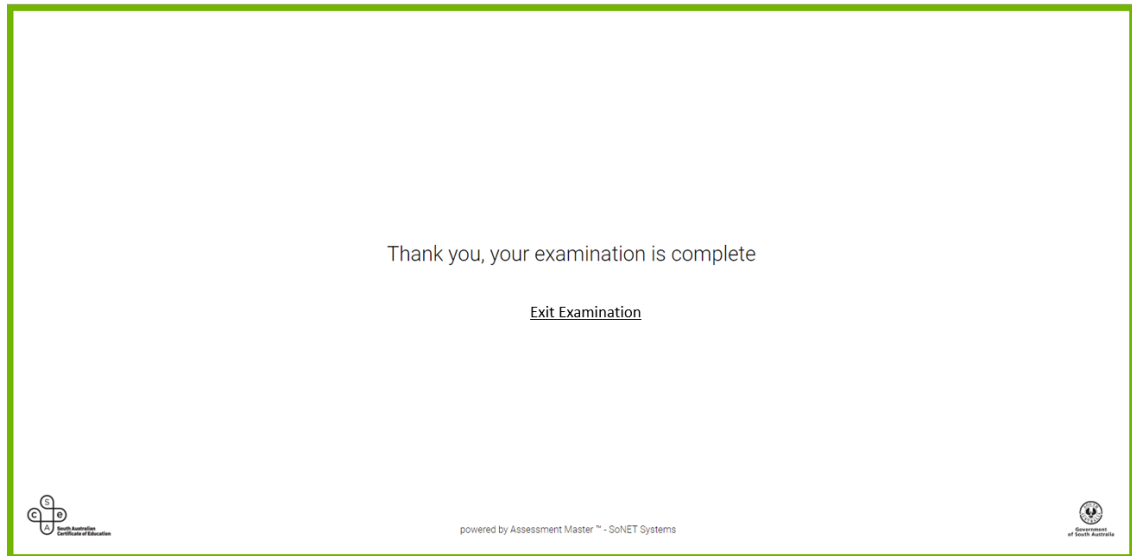 Thank you, your examination is complete
Exit Examination
S
c e
A
South Australian
Certificate of Education
powered by Assessment Master ™ - SoNET Systems
Government
of South Australia